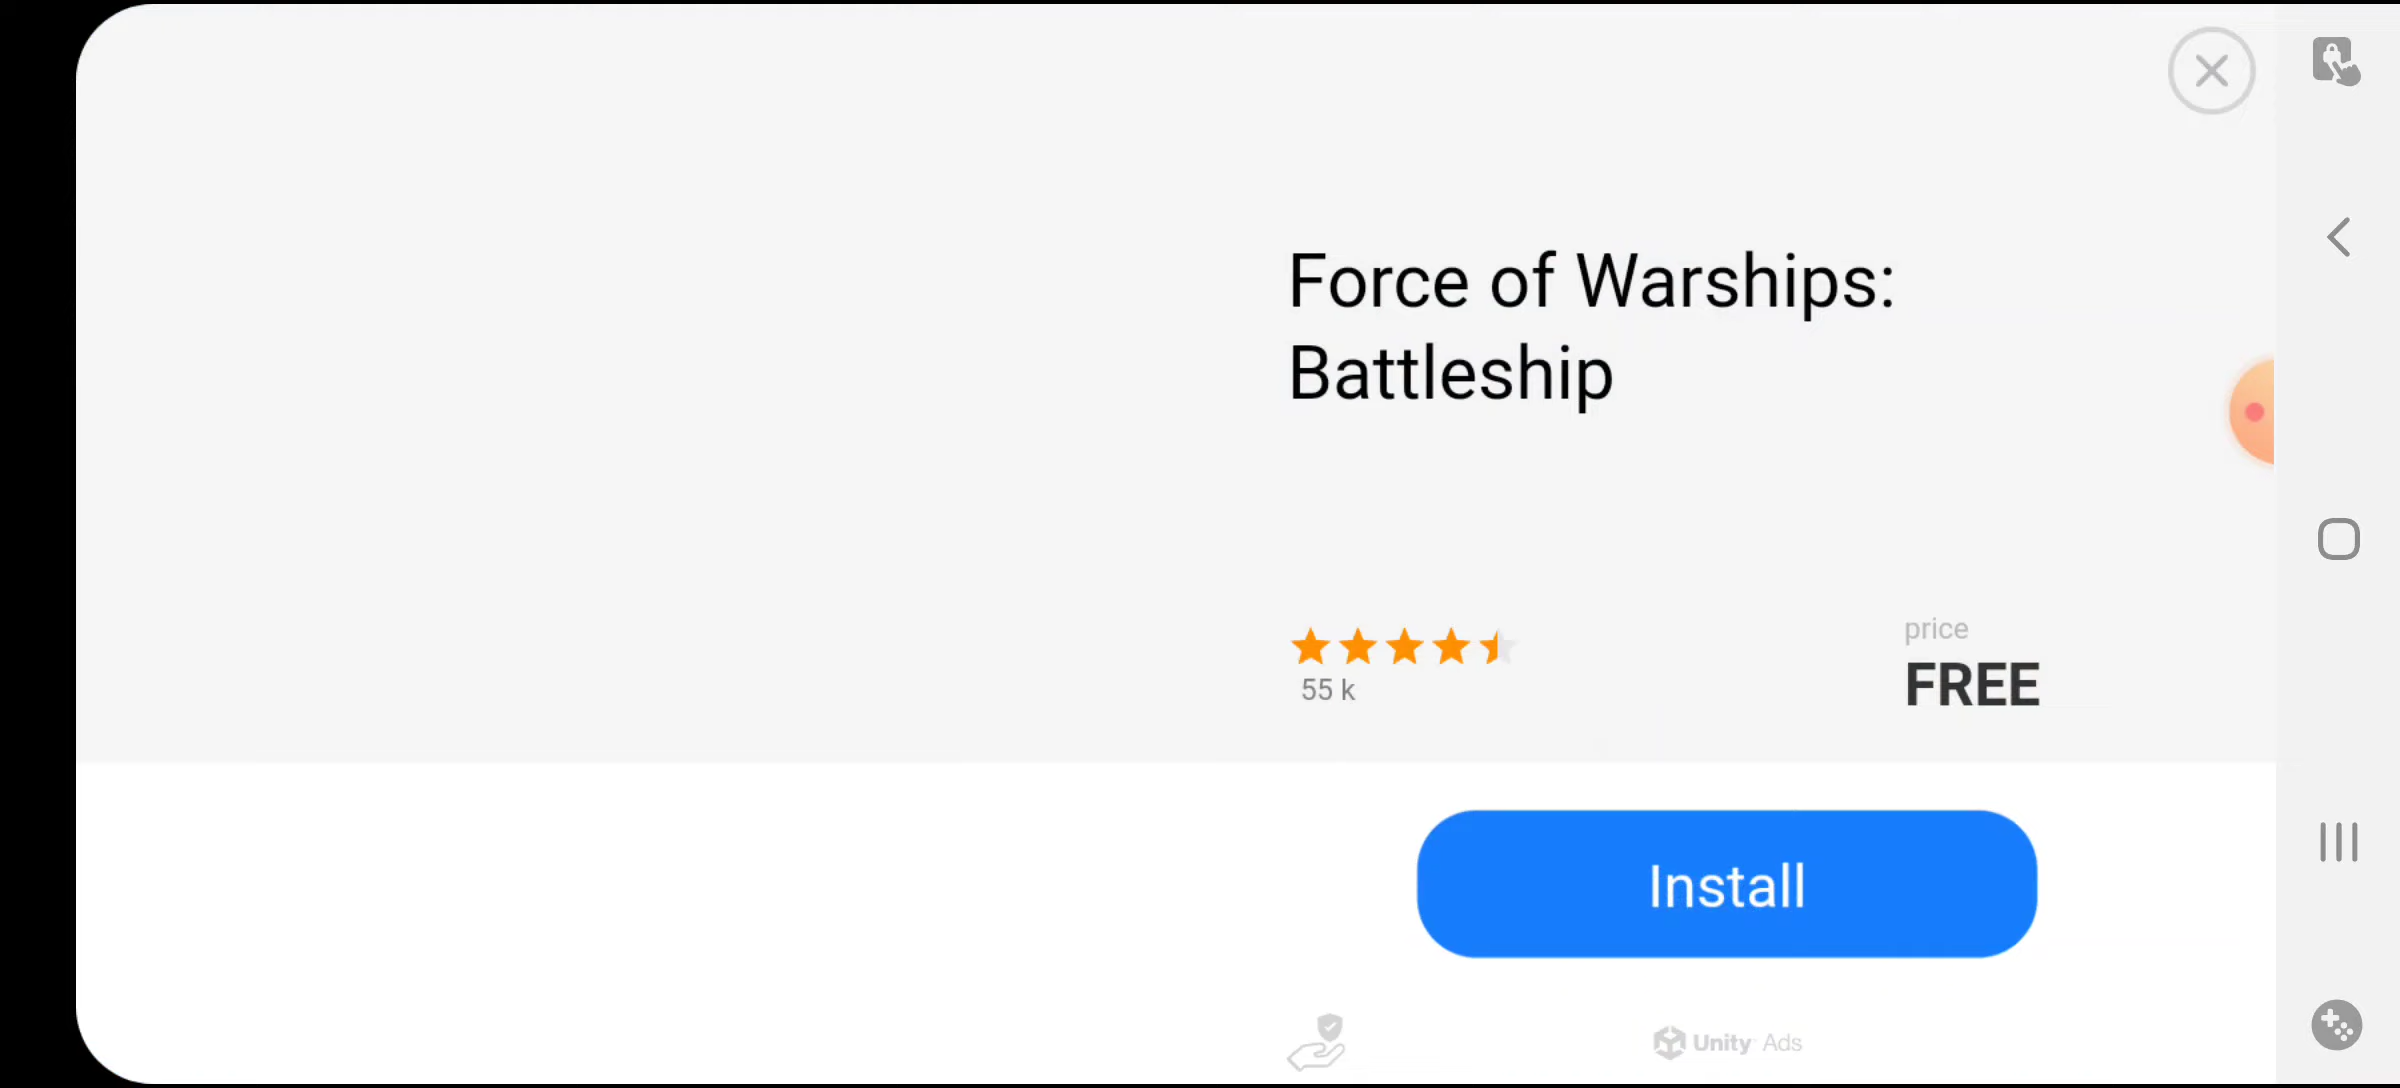 Force of Warships:
Battleship
55 k
price
FREE
Install
Unity Ads